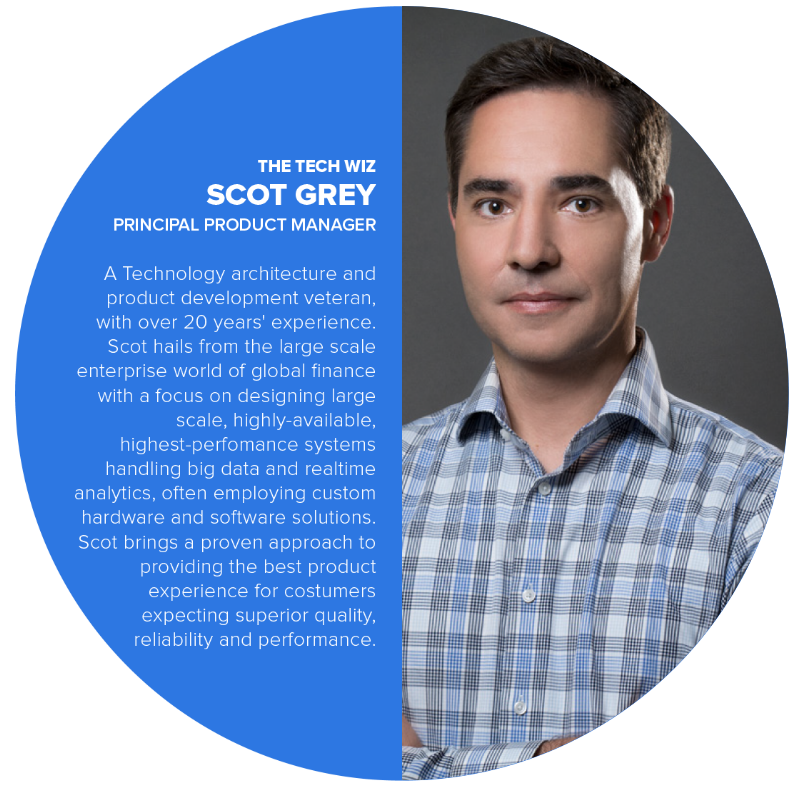 THE TECH WIZ
SCOT GREY
PRINCIPAL PRODUCT MANAGER
A Technology architecture and
product development veteran,
with over 20 years' experience.
Scot hails from the large scale
enterprise world of global finance
with a focus on designing large
scale, highly-available,
highest-perfomance systems
handling big data and realtime
analytics, often employing custom
hardware and software solutions.
Scot brings a proven approach to
providing the best product
experience for costumers
expecting superior quality,
reliability and performance.